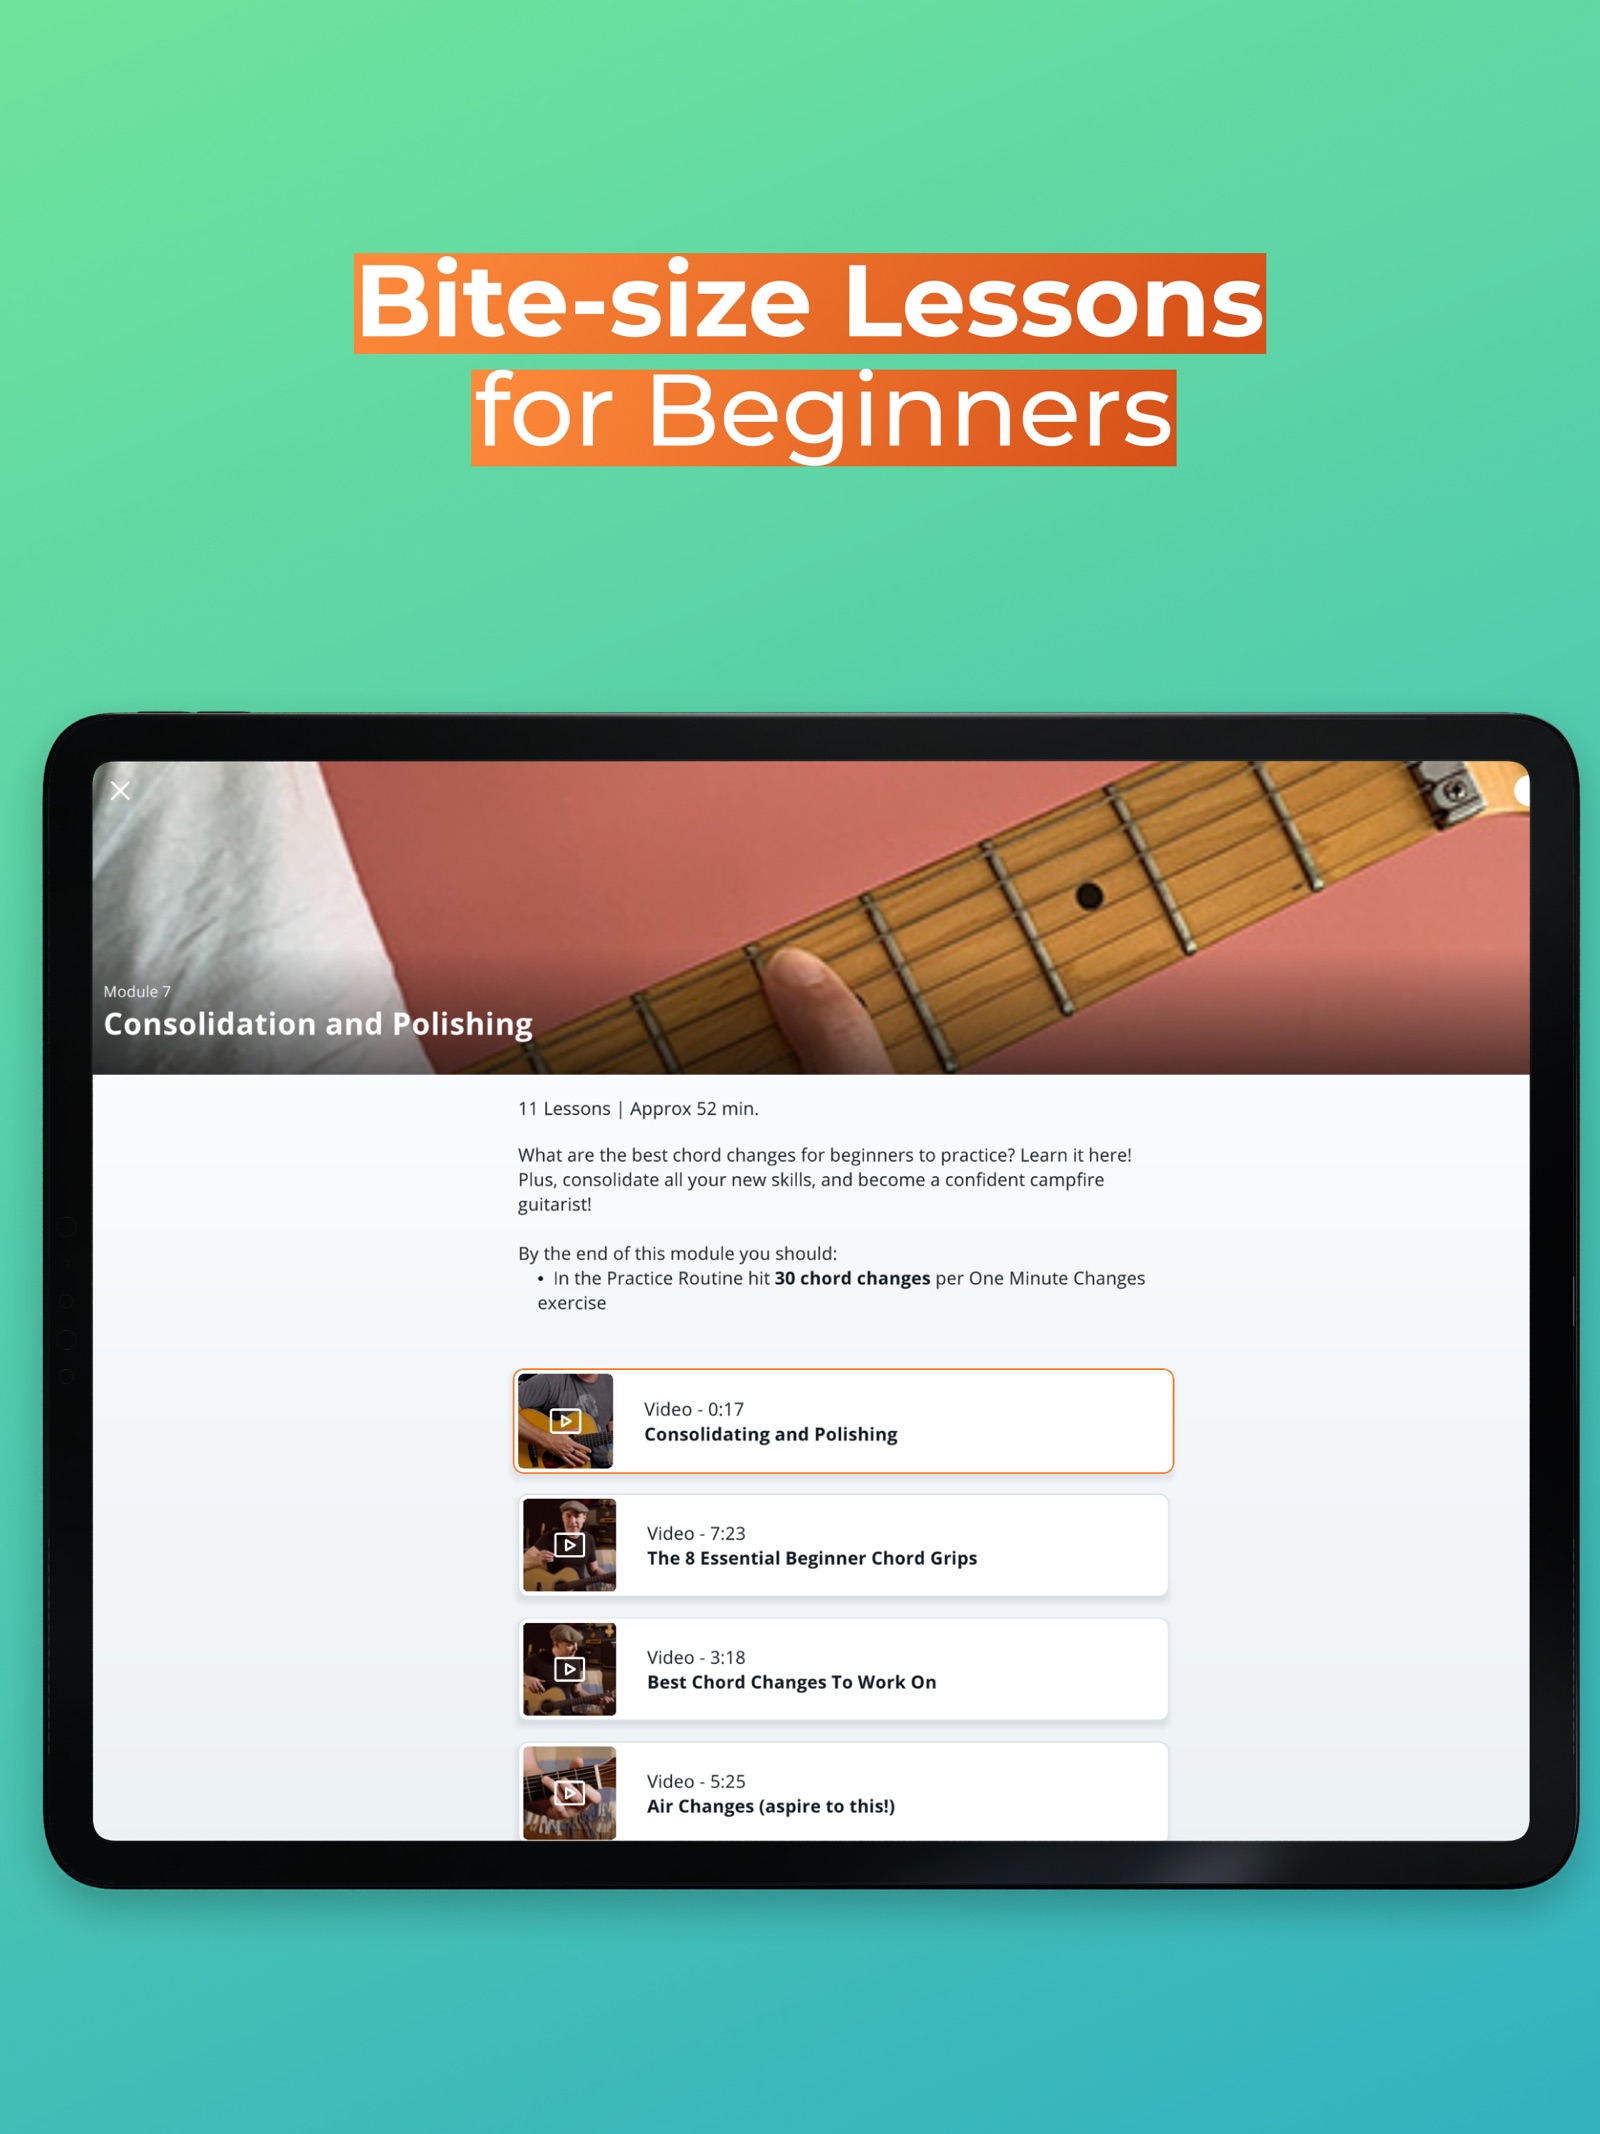 Bite-size Lessons
for Beginners
Module 7
Consolidation and Polishing
11 Lessons | Approx 52 min.
What are the best chord changes for beginners to practice? Learn it here!
Plus, consolidate all your new skills, and become a confident campfire
guitarist!
By the end of this module you should:
• In the Practice Routine hit 30 chord changes per One Minute Changes
exercise
Video - 0:17
Consolidating and Polishing
Video - 7:23
The 8 Essential Beginner Chord Grips
Video - 3:18
Best Chord Changes To Work On
Video - 5:25
Air Changes (aspire to this!)